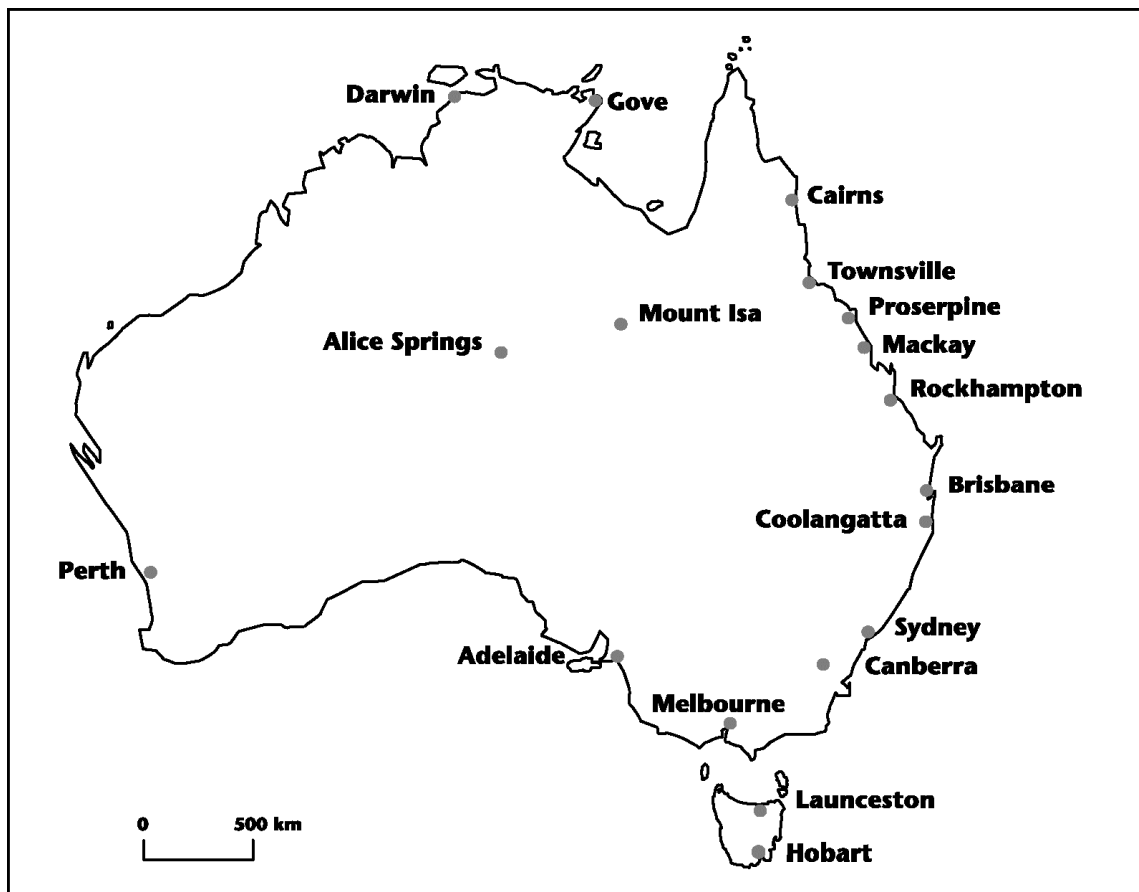 Darwin
Gove
Cairns
Townsville
Proserpine
Mount Isa
Alice Springs
Mackay
Rockhampton
Brisbane
Coolangatta
Perth
Sydney
Adelaide
Canberra
Melbourne
Launceston
0 500 km
Hobart